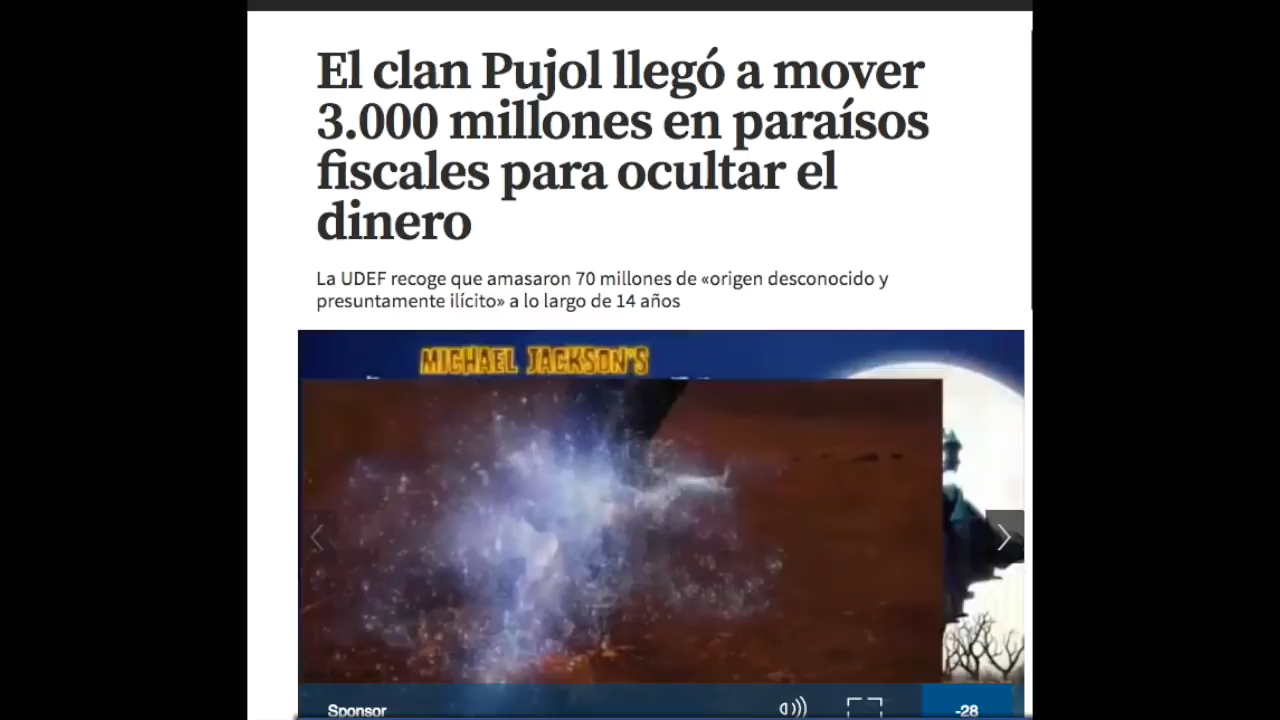 El clan Pujol llegó a mover
3.000 millones en paraísos
fiscales para ocultar el
dinero
La UDEF recoge que amasaron 70 millones de «origen desconocido y
presuntamente ilícito» a lo largo de 14 años
MICHAEL JACKSON'S
Sponsor
-28